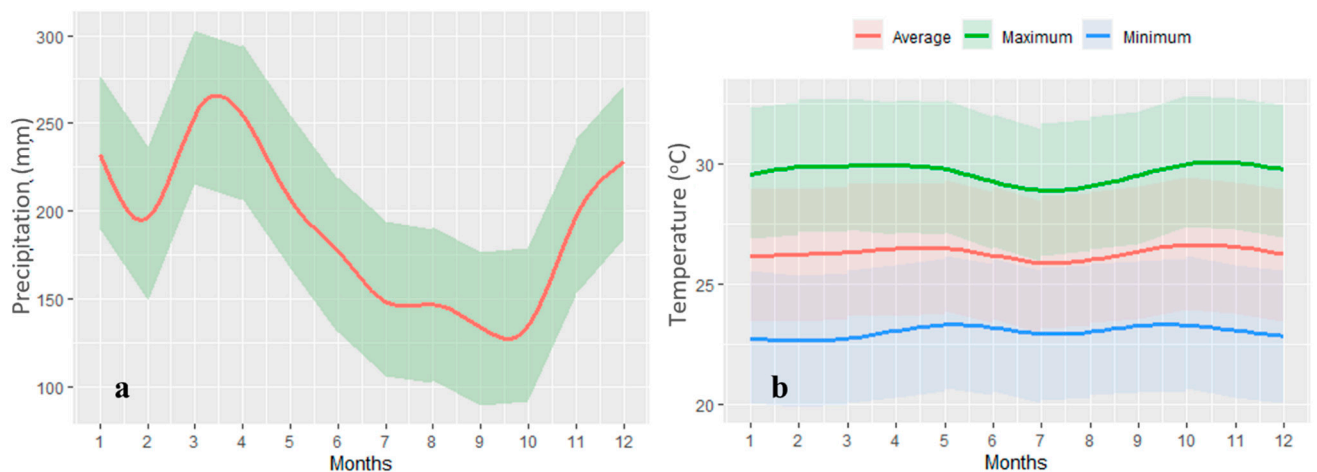 Precipitation (mm)
300
250
200
150
100
a
1 2 3 4 5 6 7 8 9 10 11 12
Months
Average Maximum Minimum
Temperature (°C)
30
25
20
b
1 2 3 4 5 6 7 8 9 10 11 12
Months